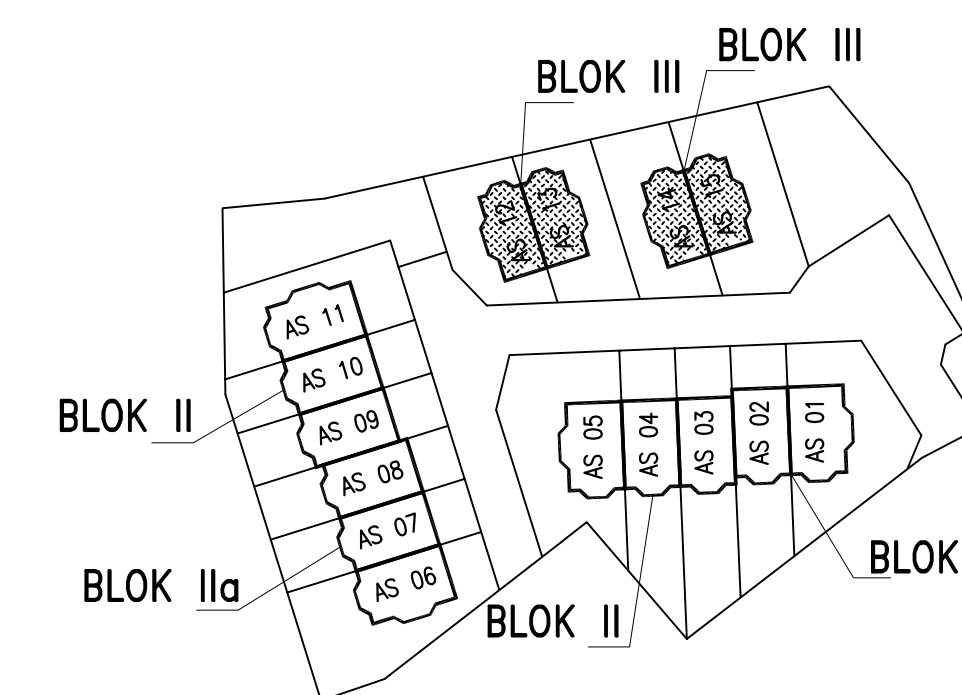 BLOK III
BLOK III
AS 12
AS 13
AS 14
AS 15
AS 11
AS 10
AS 09
AS 08
AS 07
AS 06
BLOK II
BLOK IIa
AS 05
AS 04
AS 03
AS 02
AS 01
BLOK
BLOK II